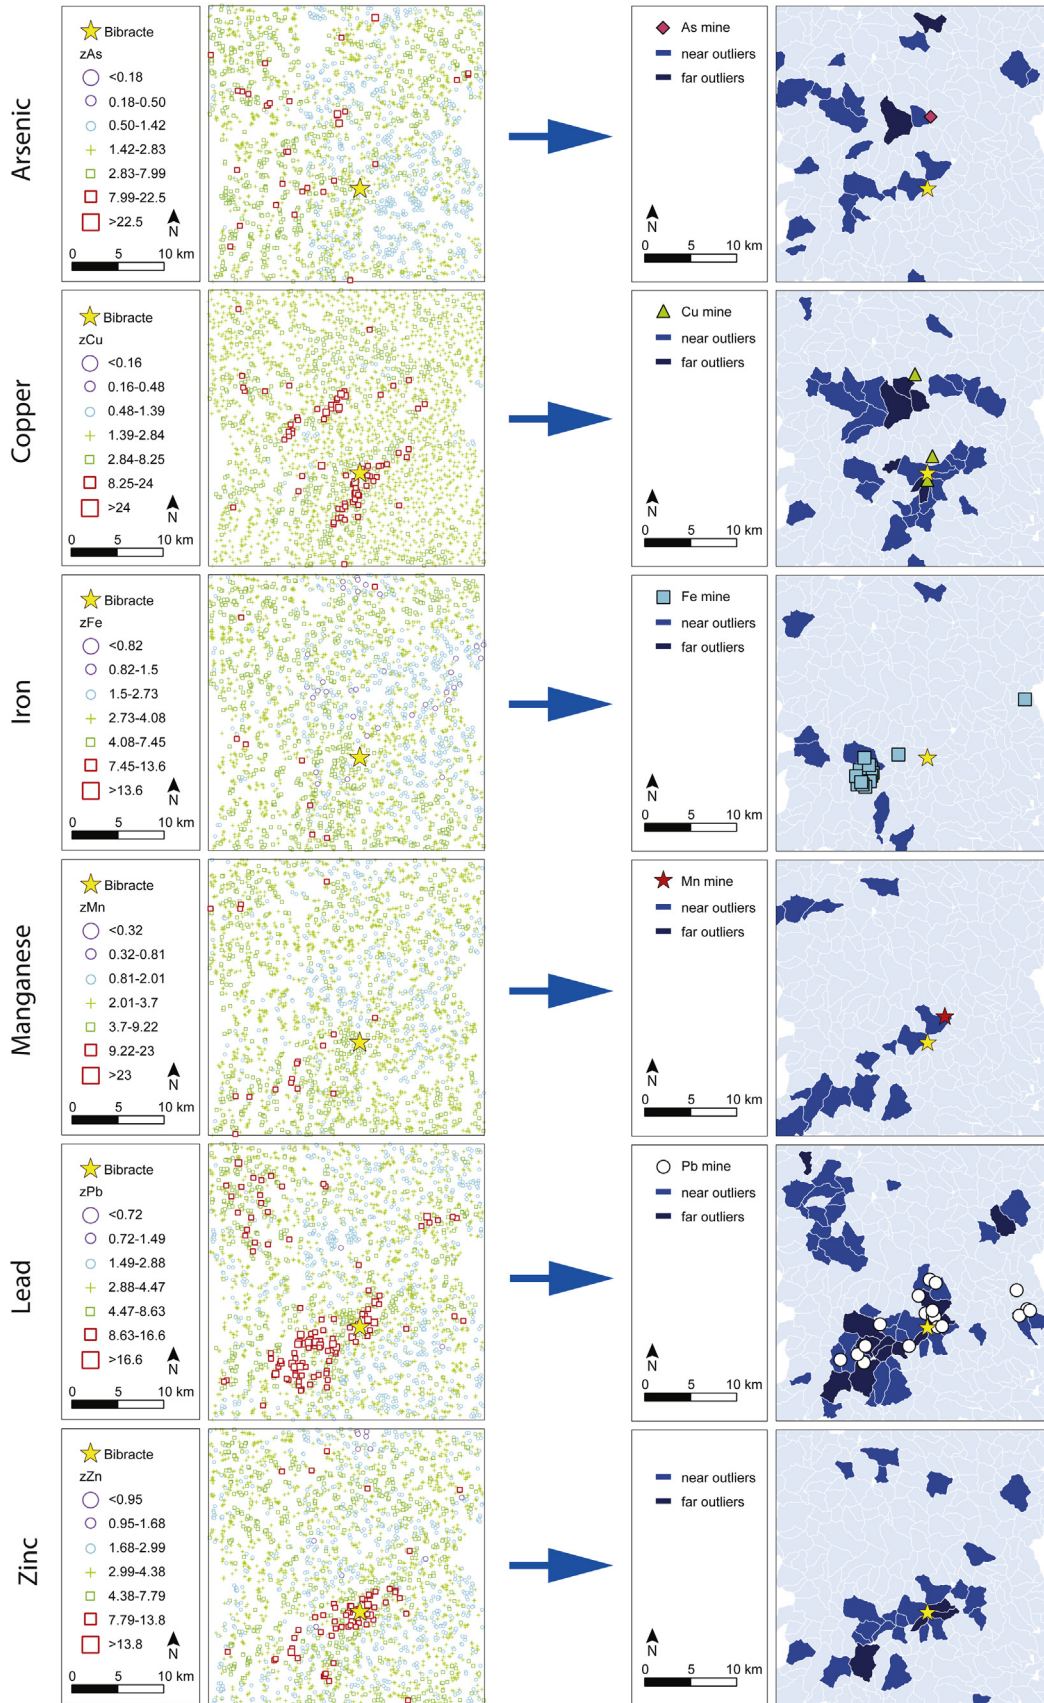 Arsenic
Bibracte
zAs
<0.18
0.18-0.50
0.50-1.42
1.42-2.83
2.83-7.99
7.99-22.5
>22.5
N
0 5 10 km
As mine
near outliers
far outliers
N
0 5 10 km
Copper
Bibracte
zCu
<0.16
0.16-0.48
0.48-1.39
1.39-2.84
2.84-8.25
8.25-24
>24
N
0 5 10 km
Cu mine
near outliers
far outliers
N
0 5 10 km
Iron
Bibracte
zFe
<0.82
0.82-1.5
1.5-2.73
2.73-4.08
4.08-7.45
7.45-13.6
>13.6
N
0 5 10 km
Fe mine
near outliers
far outliers
N
0 5 10 km
Manganese
Bibracte
zMn
<0.32
0.32-0.81
0.81-2.01
2.01-3.7
3.7-9.22
9.22-23
>23
N
0 5 10 km
Mn mine
near outliers
far outliers
N
0 5 10 km
Lead
Bibracte
zPb
<0.72
0.72-1.49
1.49-2.88
2.88-4.47
4.47-8.63
8.63-16.6
>16.6
N
0 5 10 km
Pb mine
near outliers
far outliers
N
0 5 10 km
Zinc
Bibracte
zZn
<0.95
0.95-1.68
1.68-2.99
2.99-4.38
4.38-7.79
7.79-13.8
>13.8
N
0 5 10 km
near outliers
far outliers
N
0 5 10 km